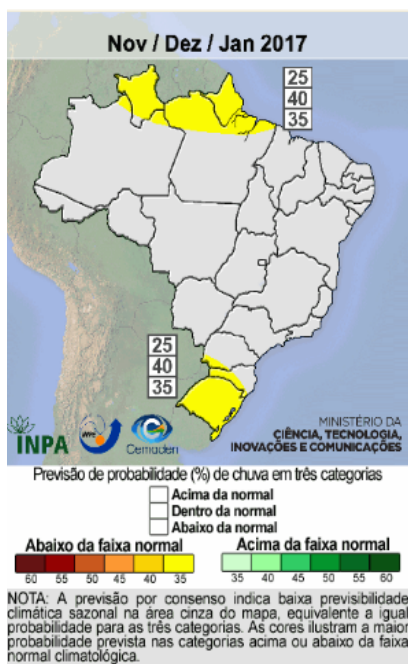 Nov / Dez / Jan 2017
25
40
35
25
40
35
INPA
INPE
Cemaden
MINISTÉRIO DA
CIÊNCIA, TECNOLOGIA,
INOVAÇÕES E COMUNICAÇÕES
Previsão de probabilidade (%) de chuva em três categorias
Acima da normal
Dentro da normal
Abaixo da normal
Abaixo da faixa normal Acima da faixa normal
60 55 50 45 40 35 35 40 45 50 55 60
NOTA: A previsão por consenso indica baixa previsibilidade
climática sazonal na área cinza do mapa, equivalente a igual
probabilidade para as três categorias. As cores ilustram a maior
probabilidade prevista nas categorias acima ou abaixo da faixa
normal climatológica.